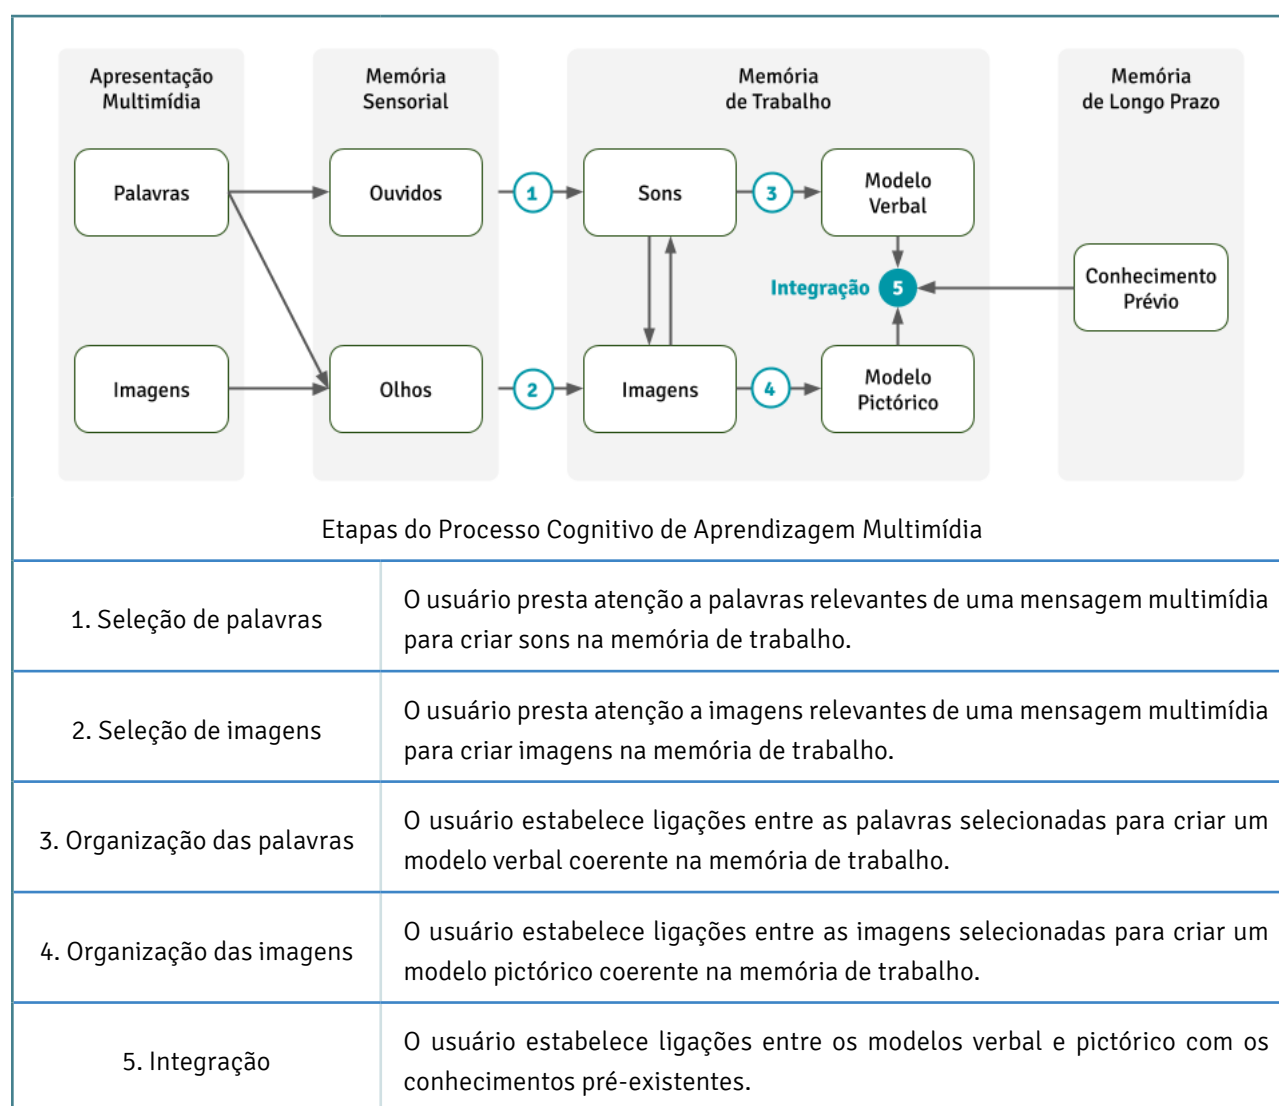 Apresentação
Multimídia
Memória
Sensorial
Memória
de Trabalho
Memória
de Longo Prazo
Palavras
Ouvidos
1
Sons
3
Modelo
Verbal
Integração
5
Conhecimento
Prévio
Imagens
Olhos
2
Imagens
4
Modelo
Pictórico
Etapas do Processo Cognitivo de Aprendizagem Multimídia
1. Seleção de palavras
O usuário presta atenção a palavras relevantes de uma mensagem multimídia
para criar sons na memória de trabalho.
2. Seleção de imagens
O usuário presta atenção a imagens relevantes de uma mensagem multimídia
para criar imagens na memória de trabalho.
3. Organização das palavras
O usuário estabelece ligações entre as palavras selecionadas para criar um
modelo verbal coerente na memória de trabalho.
4. Organização das imagens
O usuário estabelece ligações entre as imagens selecionadas para criar um
modelo pictórico coerente na memória de trabalho.
5. Integração
O usuário estabelece ligações entre os modelos verbal e pictórico com os
conhecimentos pré-existentes.